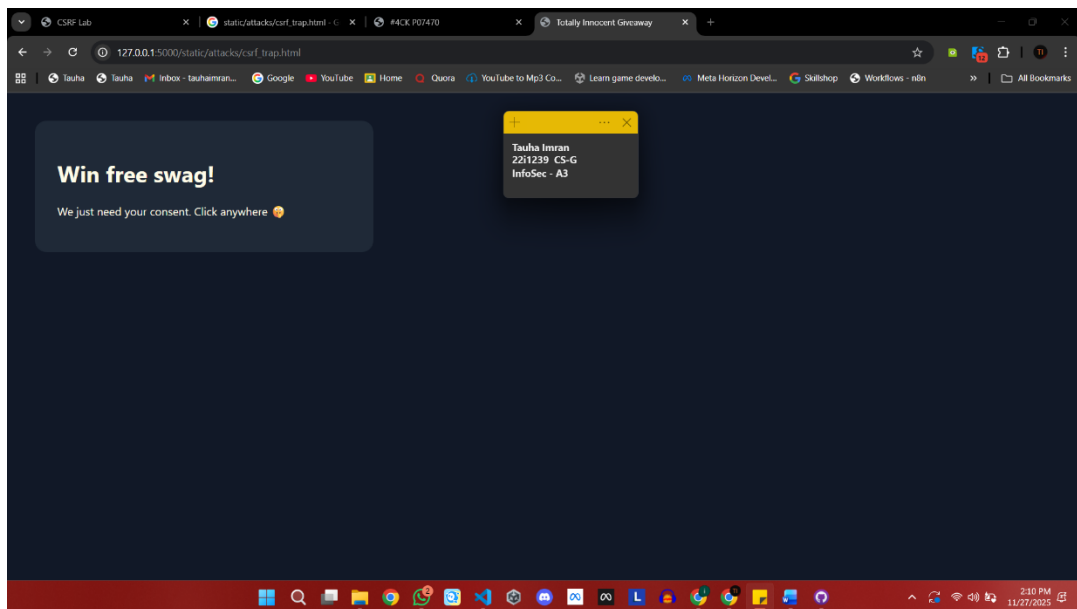 CSRF Lab
static/attacks/csrf_trap.html - G
#4CK P07470
Totally Innocent Giveaway
127.0.0.1:5000/static/attacks/csrf_trap.html
Tauha
Tauha
Inbox - tauhaimran...
Google
YouTube
Home
Quora
YouTube to Mp3 Co...
Learn game develo...
Meta Horizon Devel...
Skillshop
Workflows - n8n
»
All Bookmarks
Win free swag!
We just need your consent. Click anywhere 🤭
Tauha Imran
22i1239 CS-G
InfoSec - A3
2:10 PM
11/27/2025